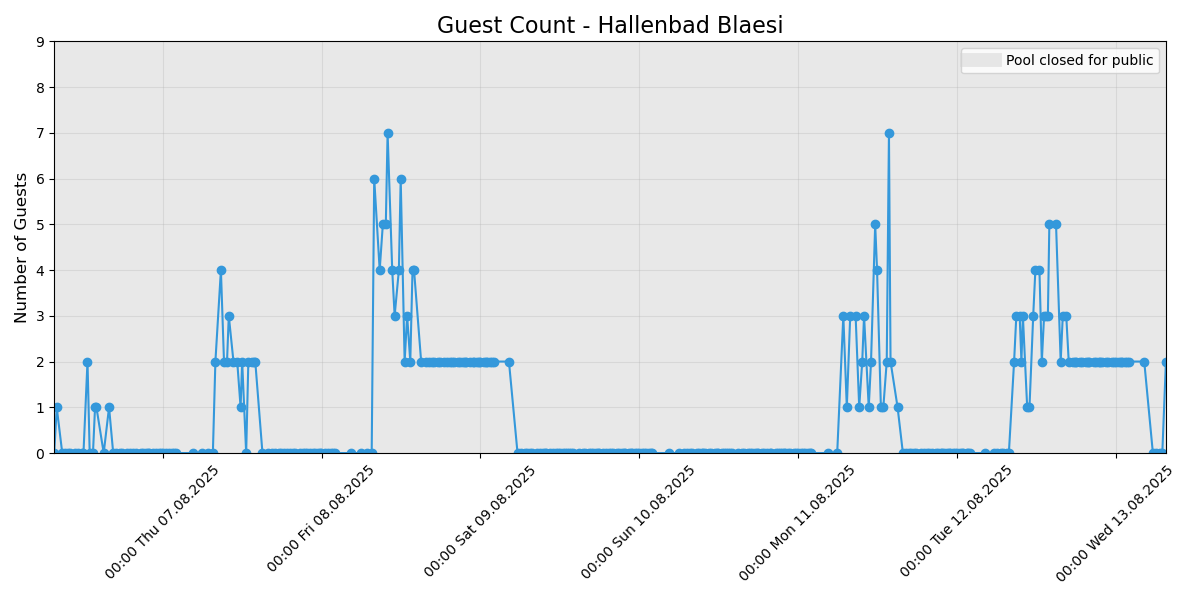 Guest Count - Hallenbad Blaesi
Pool closed for public
Number of Guests
9
8
7
6
5
4
3
2
1
0
00:00 Thu 07.08.2025
00:00 Fri 08.08.2025
00:00 Sat 09.08.2025
00:00 Sun 10.08.2025
00:00 Mon 11.08.2025
00:00 Tue 12.08.2025
00:00 Wed 13.08.2025